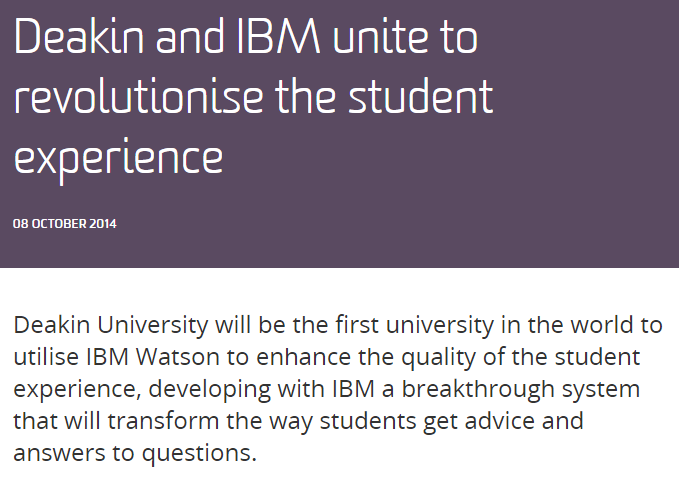 Deakin and IBM unite to
revolutionise the student
experience
08 OCTOBER 2014
Deakin University will be the first university in the world to
utilise IBM Watson to enhance the quality of the student
experience, developing with IBM a breakthrough system
that will transform the way students get advice and
answers to questions.